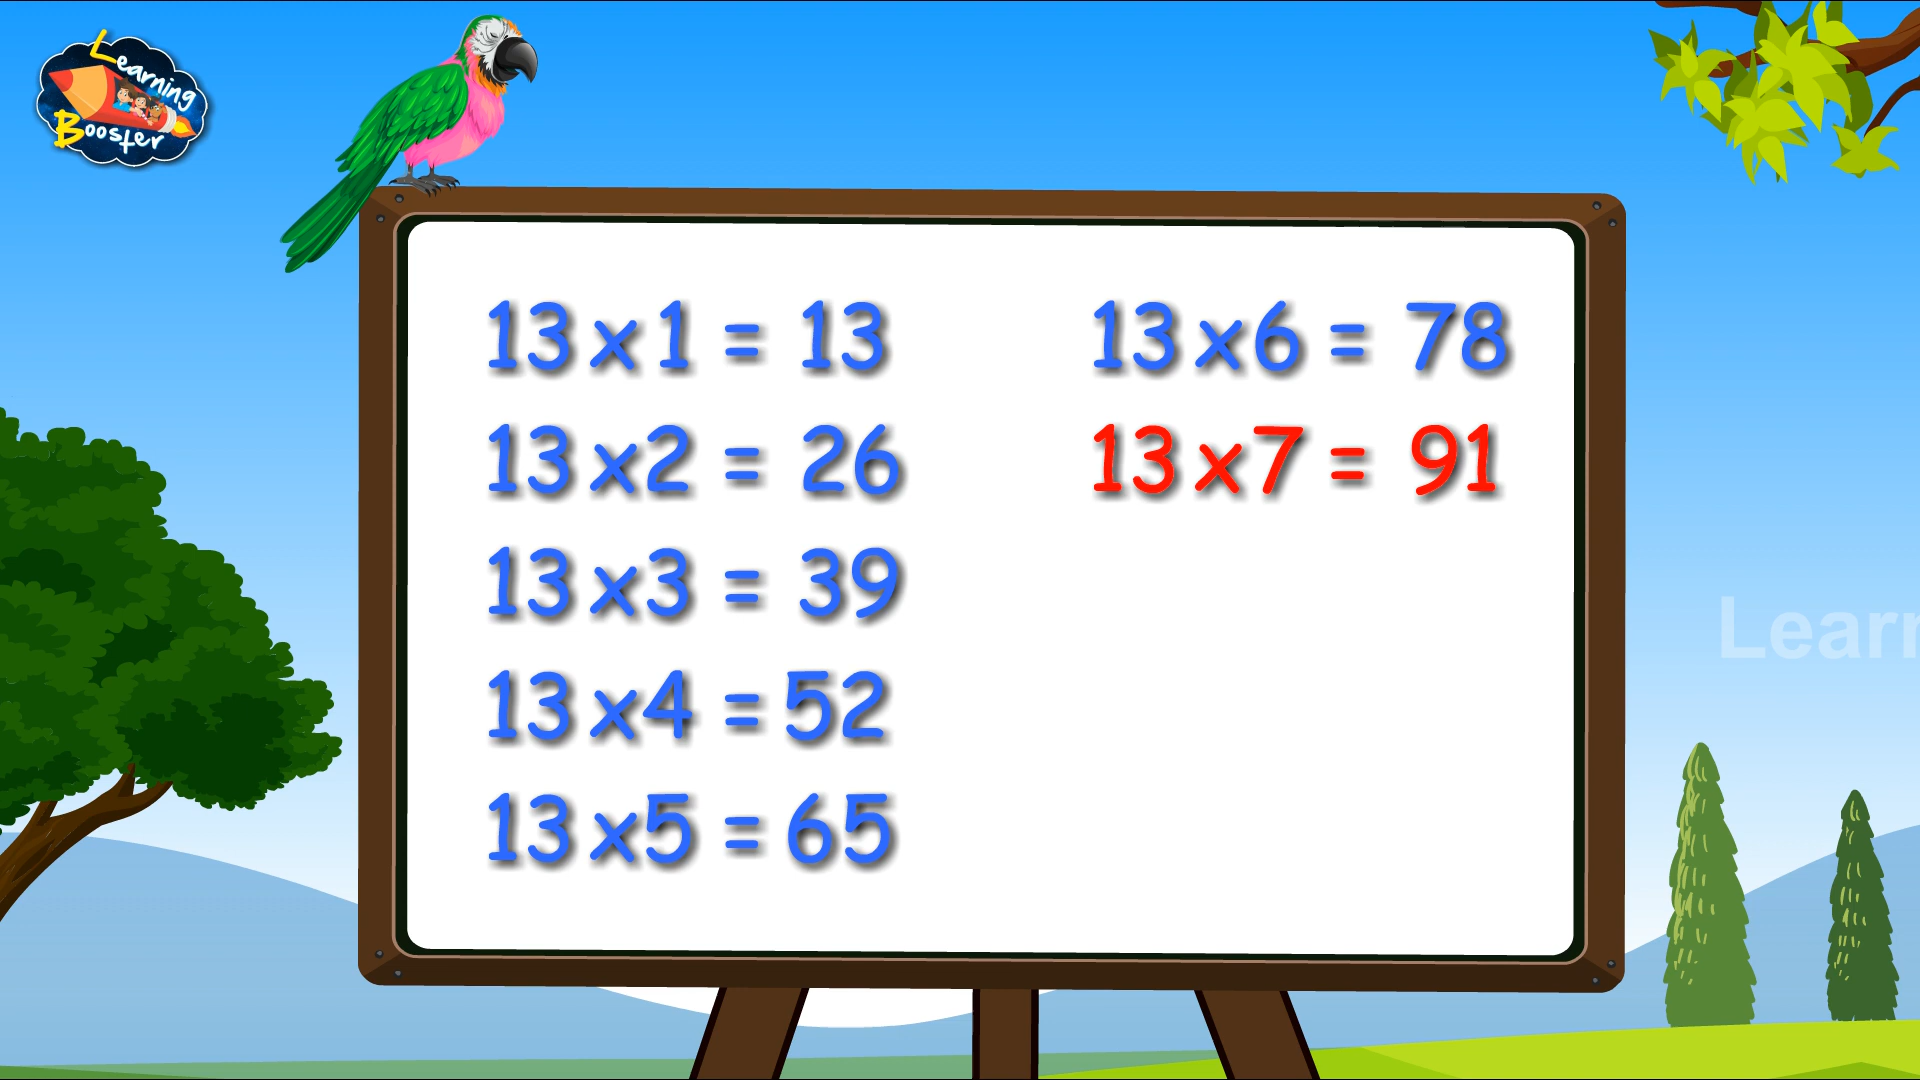 Learning
Booster
13 x 1 = 13
13 x 2 = 26
13 x 3 = 39
13 x 4 = 52
13 x 5 = 65
13 x 6 = 78
13 x 7 = 91
Learn